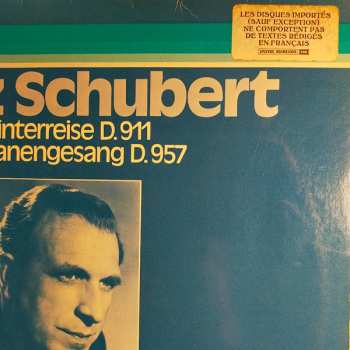 LES DISQUES IMPORTÉS
(SAUF EXCEPTION)
NE COMPORTENT PAS
DE TEXTES RÉDIGÉS
EN FRANÇAIS
z Schubert
interreise D.911
anengesang D.957